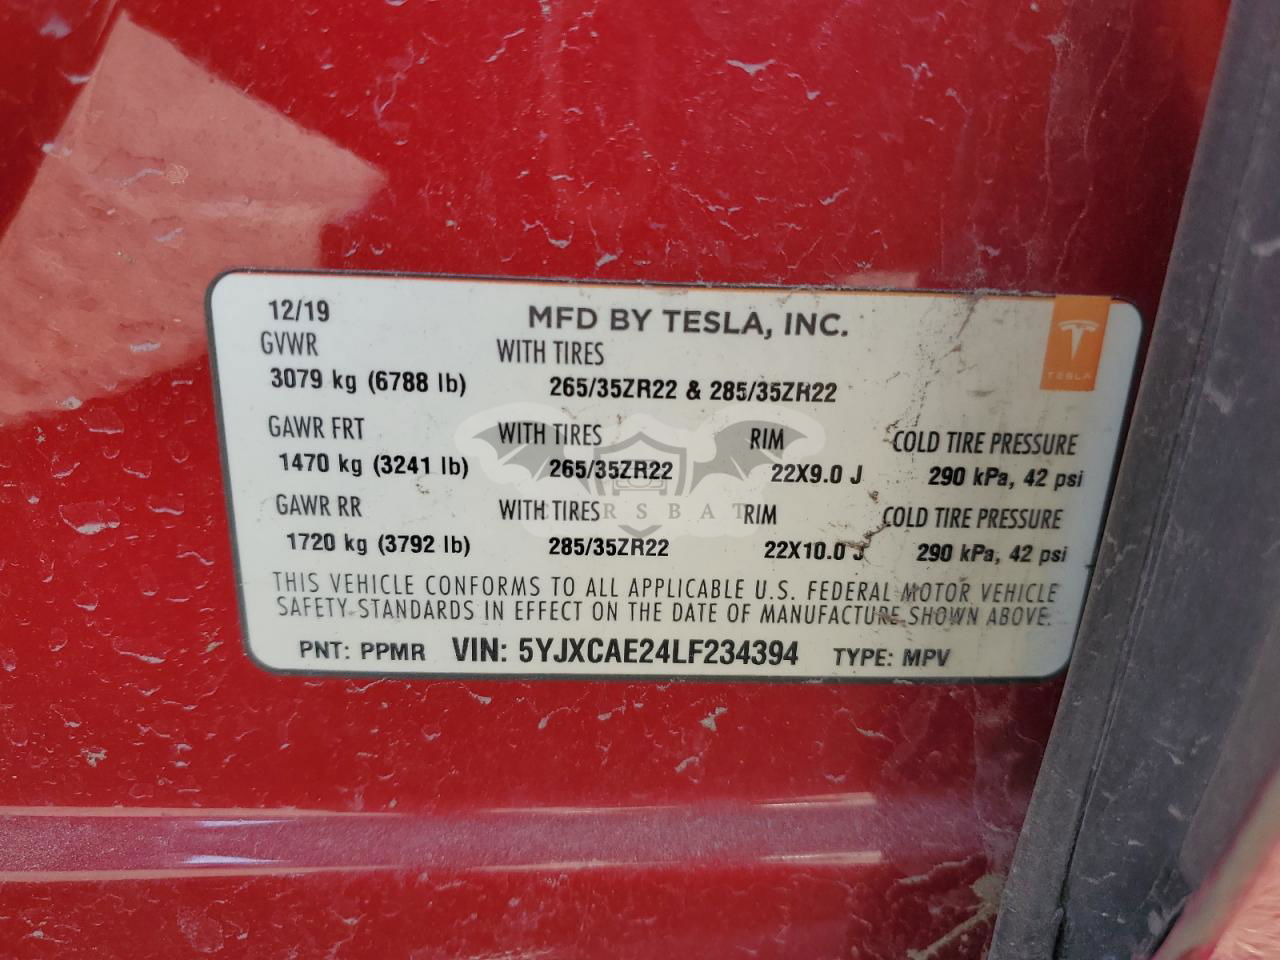 12/19 MFD BY TESLA, INC.
GVWR WITH TIRES
3079 kg (6788 lb) 265/35ZR22 & 285/35ZR22
TESLA
GAWR FRT WITH TIRES RIM COLD TIRE PRESSURE
1470 kg (3241 lb) 265/35ZR22 22X9.0 J 290 kPa, 42 psi
GAWR RR WITH TIRES RIM COLD TIRE PRESSURE
1720 kg (3792 lb) 285/35ZR22 22X10.0 J 290 kPa, 42 psi
THIS VEHICLE CONFORMS TO ALL APPLICABLE U.S. FEDERAL MOTOR VEHICLE
SAFETY STANDARDS IN EFFECT ON THE DATE OF MANUFACTURE SHOWN ABOVE.
PNT: PPMR VIN: 5YJXCAE24LF234394 TYPE: MPV